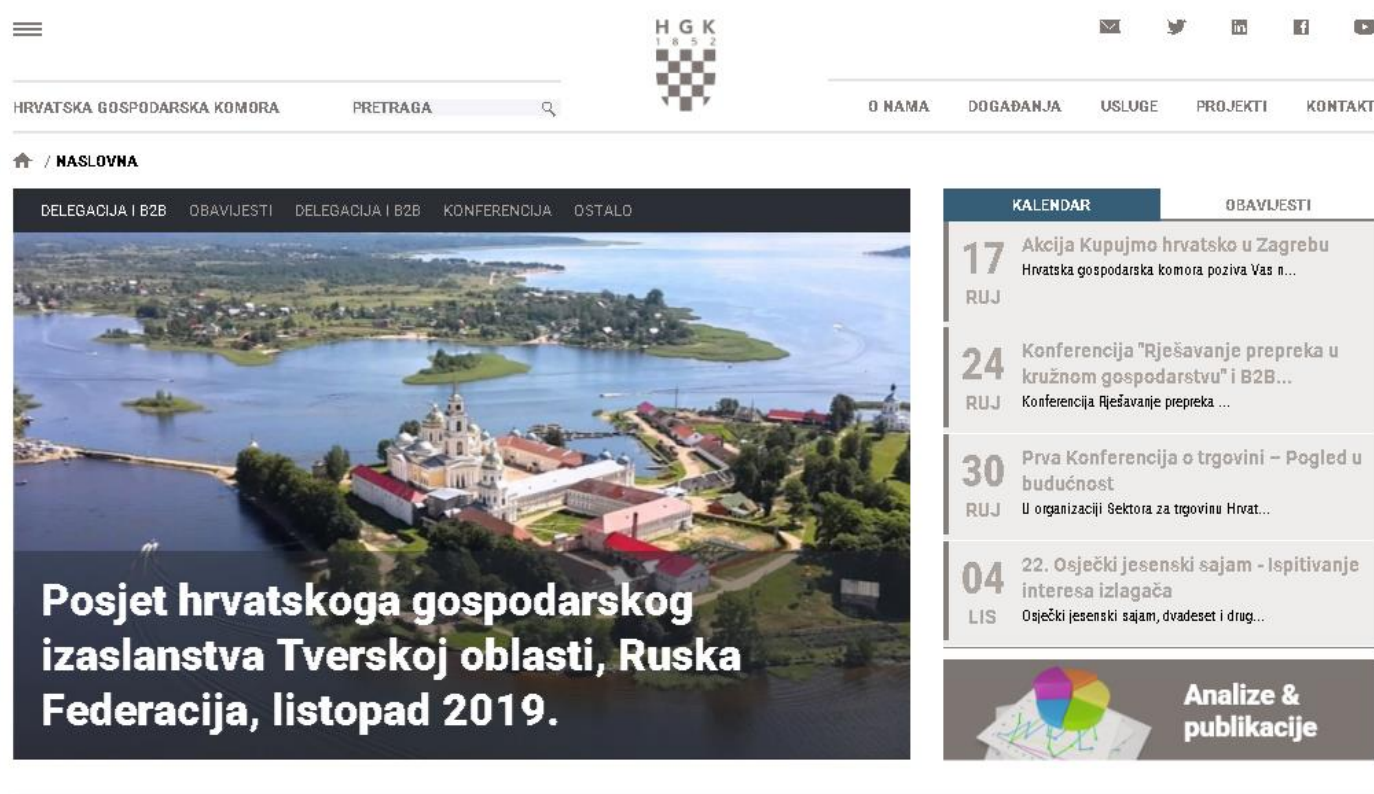 HGK
1852
HRVATSKA GOSPODARSKA KOMORA
PRETRAGA
O NAMA
DOGAĐANJA
USLUGE
PROJEKTI
KONTAKT
/ NASLOVNA
DELEGACIJA I B2B
OBAVIJESTI
DELEGACIJA I B2B
KONFERENCIJA
OSTALO
Posjet hrvatskoga gospodarskog
izaslanstva Tverskoj oblasti, Ruska
Federacija, listopad 2019.
KALENDAR
OBAVIJESTI
17
RUJ
Akcija Kupujmo hrvatsko u Zagrebu
Hrvatska gospodarska komora poziva Vas n...
24
RUJ
Konferencija "Rješavanje prepreka u
kružnom gospodarstvu" i B2B...
Konferencija Rješavanje prepreka ...
30
RUJ
Prva Konferencija o trgovini – Pogled u
budućnost
U organizaciji Sektora za trgovinu Hrvat...
04
LIS
22. Osječki jesenski sajam - Ispitivanje
interesa izlagača
Osječki jesenski sajam, dvadeset i drug...
Analize &
publikacije